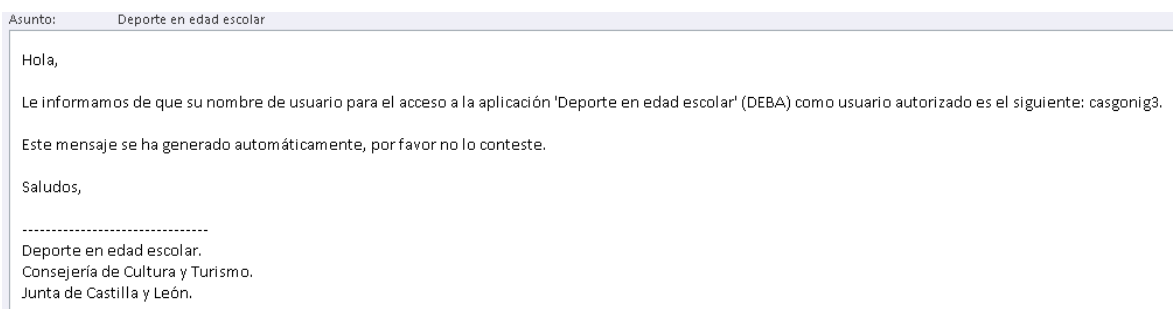 Asunto: Deporte en edad escolar
Hola,
Le informamos de que su nombre de usuario para el acceso a la aplicación 'Deporte en edad escolar' (DEBA) como usuario autorizado es el siguiente: casgonig3.
Este mensaje se ha generado automáticamente, por favor no lo conteste.
Saludos,
--------------------------------
Deporte en edad escolar.
Consejería de Cultura y Turismo.
Junta de Castilla y León.